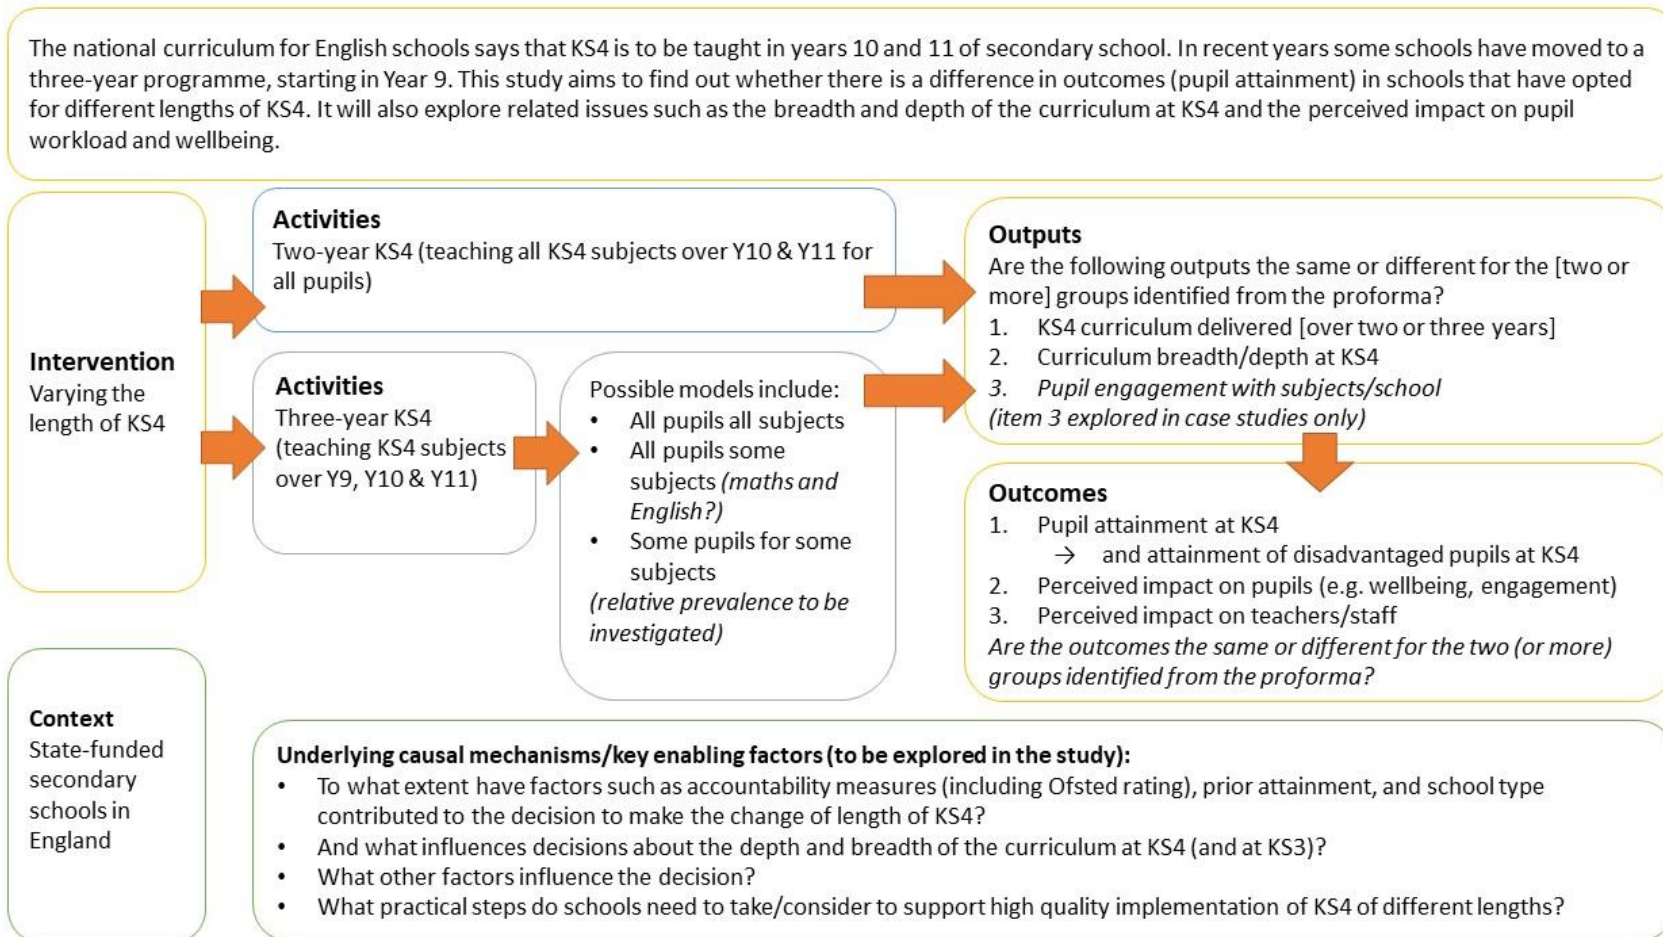 The national curriculum for English schools says that KS4 is to be taught in years 10 and 11 of secondary school. In recent years some schools have moved to a
three-year programme, starting in Year 9. This study aims to find out whether there is a difference in outcomes (pupil attainment) in schools that have opted
for different lengths of KS4. It will also explore related issues such as the breadth and depth of the curriculum at KS4 and the perceived impact on pupil
workload and wellbeing.
Intervention
Varying the
length of KS4
Activities
Two-year KS4 (teaching all KS4 subjects over Y10 & Y11 for
all pupils)
Activities
Three-year KS4
(teaching KS4 subjects
over Y9, Y10 & Y11)
Possible models include:
• All pupils all subjects
• All pupils some
subjects (maths and
English?)
• Some pupils for some
subjects
(relative prevalence to be
investigated)
Outputs
Are the following outputs the same or different for the [two or
more] groups identified from the proforma?
1. KS4 curriculum delivered [over two or three years]
2. Curriculum breadth/depth at KS4
3. Pupil engagement with subjects/school
(item 3 explored in case studies only)
Outcomes
1. Pupil attainment at KS4
→ and attainment of disadvantaged pupils at KS4
2. Perceived impact on pupils (e.g. wellbeing, engagement)
3. Perceived impact on teachers/staff
Are the outcomes the same or different for the two (or more)
groups identified from the proforma?
Context
State-funded
secondary
schools in
England
Underlying causal mechanisms/key enabling factors (to be explored in the study):
• To what extent have factors such as accountability measures (including Ofsted rating), prior attainment, and school type
contributed to the decision to make the change of length of KS4?
• And what influences decisions about the depth and breadth of the curriculum at KS4 (and at KS3)?
• What other factors influence the decision?
• What practical steps do schools need to take/consider to support high quality implementation of KS4 of different lengths?